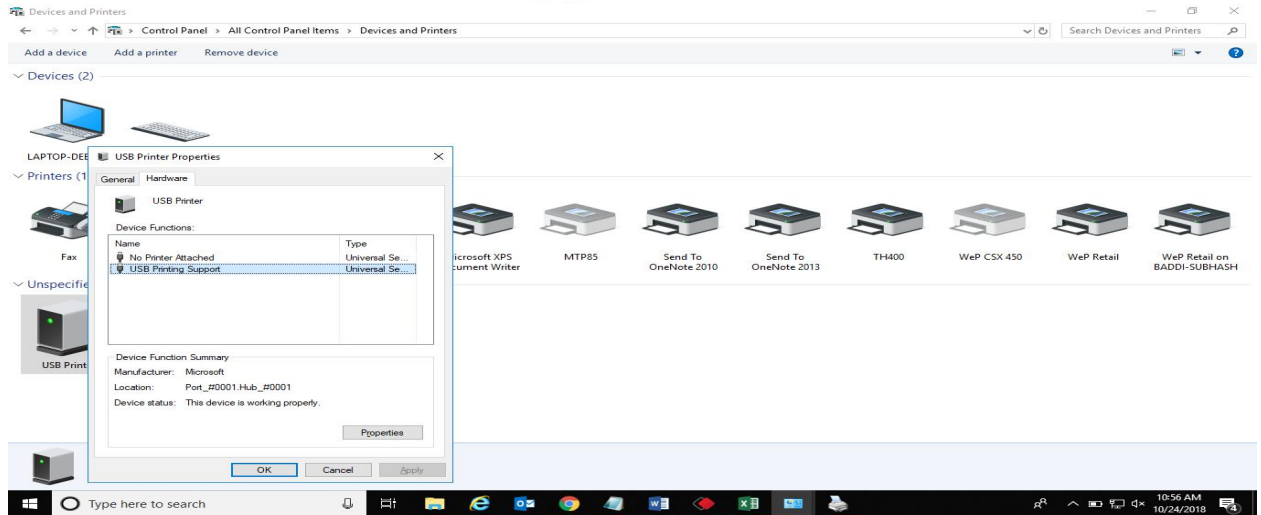 Devices and Printers
Control Panel > All Control Panel Items > Devices and Printers
Search Devices and Printers
Add a device Add a printer Remove device
Devices (2)
LAPTOP-DEE
USB Printer Properties
General Hardware
USB Printer
Device Functions:
Name Type
No Printer Attached Universal Se...
USB Printing Support Universal Se...
Device Function Summary
Manufacturer: Microsoft
Location: Port_#0001.Hub_#0001
Device status: This device is working properly.
Properties
OK Cancel Apply
Printers (1
Fax
icrosoft XPS
cument Writer
MTP85
Send To
OneNote 2010
Send To
OneNote 2013
TH400
WeP CSX 450
WeP Retail
WeP Retail on
BADDI-SUBHASH
Unspecifie
USB Print
Type here to search
10:56 AM
10/24/2018
4